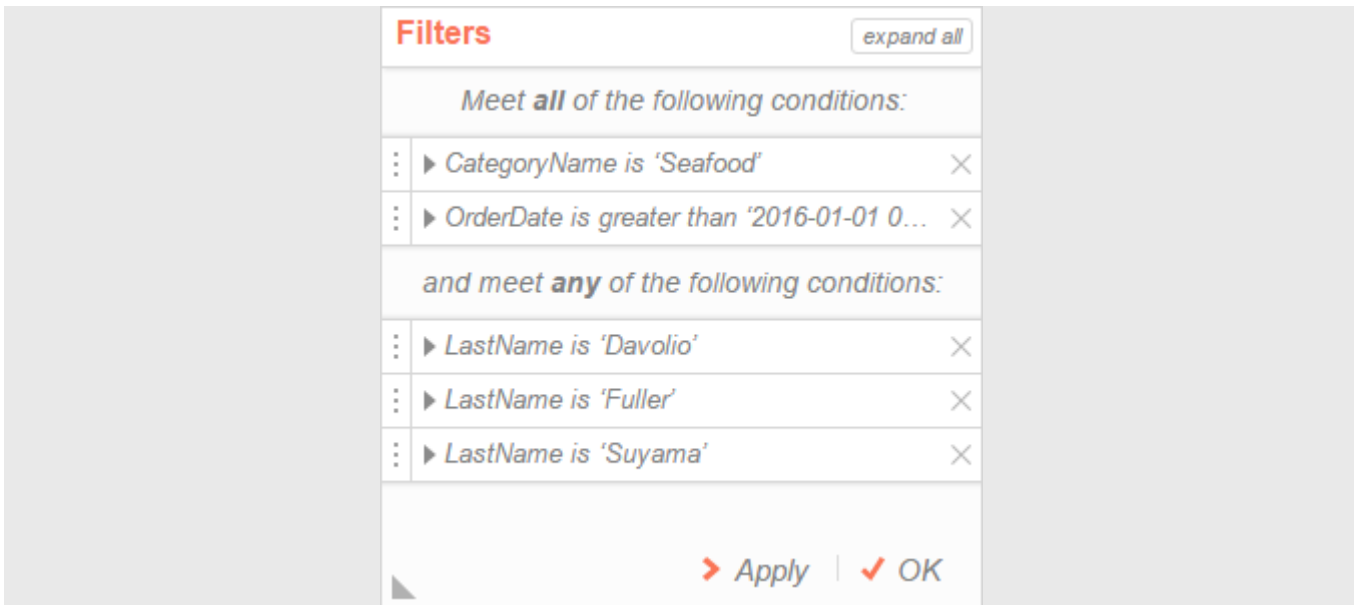 Filters
expand all
Meet all of the following conditions:
CategoryName is ‘Seafood’
OrderDate is greater than ‘2016-01-01 0...
and meet any of the following conditions:
LastName is ‘Davolio’
LastName is ‘Fuller’
LastName is ‘Suyama’
Apply
OK